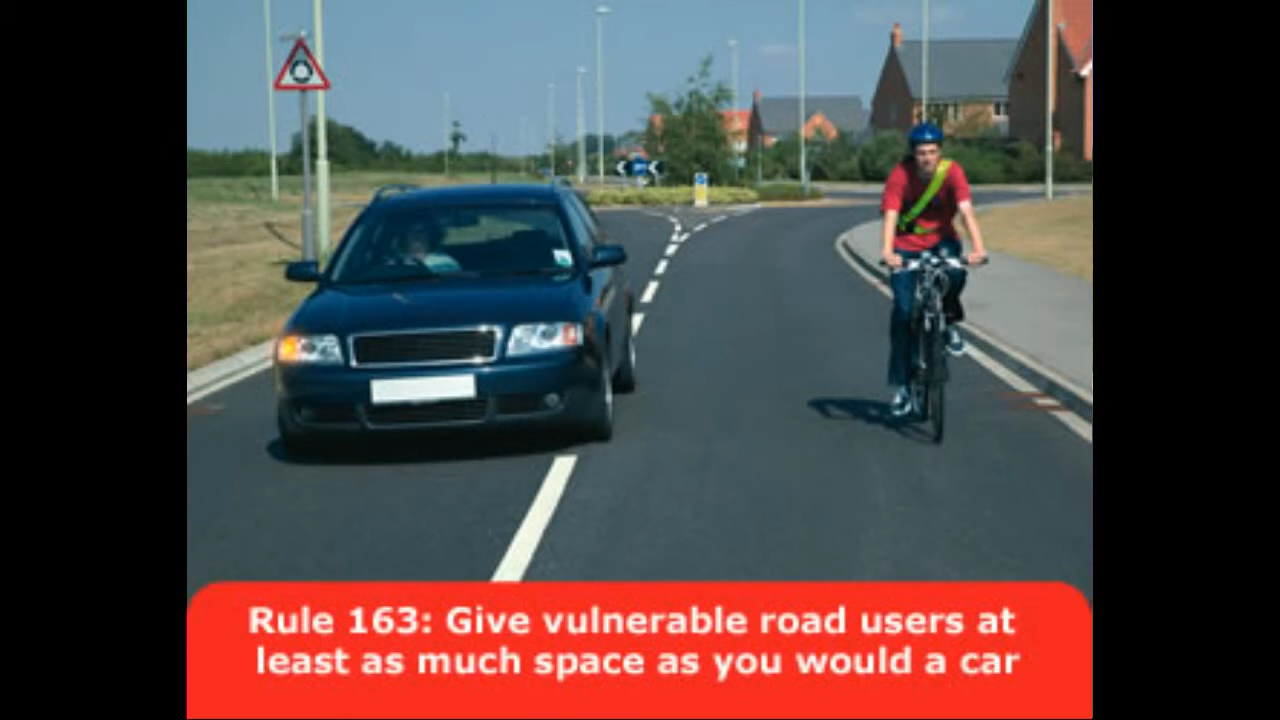 Rule 163: Give vulnerable road users at
least as much space as you would a car